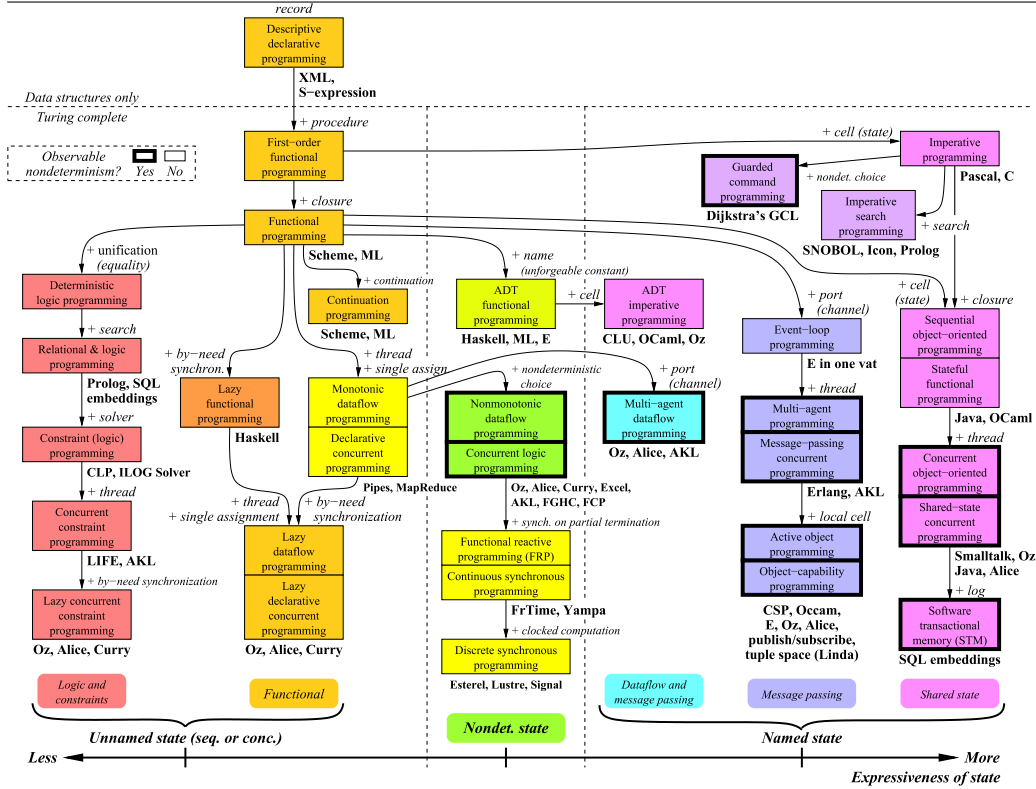 record
Descriptive
declarative
programming
XML,
S−expression
Data structures only
Turing complete
+ procedure
Observable
nondeterminism?
Yes
No
First−order
functional
programming
+ cell (state)
Imperative
programming
Pascal, C
Guarded
command
programming
+ nondet. choice
Dijkstra's GCL
Imperative
search
programming
+ search
SNOBOL, Icon, Prolog
+ closure
Functional
programming
Scheme, ML
+ unification
(equality)
+ continuation
+ name
(unforgeable constant)
+ port
(channel)
+ cell
(state)
+ closure
Deterministic
logic programming
+ search
Relational & logic
programming
Prolog, SQL
embeddings
+ solver
Constraint (logic)
programming
CLP, ILOG Solver
+ thread
Concurrent
constraint
programming
LIFE, AKL
+ by−need synchronization
Lazy concurrent
constraint programming
Oz, Alice, Curry
Continuation
programming
Scheme, ML
+ by−need
synchron.
+ thread
+ single assign.
Lazy
functional
programming
Haskell
Monotonic
dataflow
programming
Declarative
concurrent
programming
Pipes, MapReduce
+ thread
+ single assignment
+ by−need
synchronization
Lazy
dataflow
programming
Lazy
declarative
concurrent
programming
Oz, Alice, Curry
ADT
functional
programming
Haskell, ML, E
+ cell
ADT
imperative
programming
CLU, OCaml, Oz
+ nondeterministic
choice
Nonmonotonic
dataflow
programming
Concurrent logic
programming
Oz, Alice, Curry, Excel,
AKL, FGHC, FCP
+ synch. on partial termination
Functional reactive
programming (FRP)
Continuous synchronous
programming
FrTime, Yampa
+ clocked computation
Discrete synchronous
programming
Esterel, Lustre, Signal
+ port
(channel)
Multi−agent
dataflow
programming
Oz, Alice, AKL
Event−loop
programming
E in one vat
+ thread
Multi−agent
programming
Message−passing
concurrent
programming
Erlang, AKL
+ local cell
Active object
programming
Object−capability
programming
CSP, Occam,
E, Oz, Alice,
publish/subscribe,
tuple space (Linda)
Sequential
object−oriented
programming
Stateful
functional
programming
Java, OCaml
+ thread
Concurrent
object−oriented
programming
Shared−state
concurrent
programming
Smalltalk, Oz
Java, Alice
+ log
Software
transactional
memory (STM)
SQL embeddings
Logic and
constraints
Functional
Nondet. state
Dataflow and
message passing
Message passing
Shared state
Unnamed state (seq. or conc.)
Named state
Less
More
Expressiveness of state